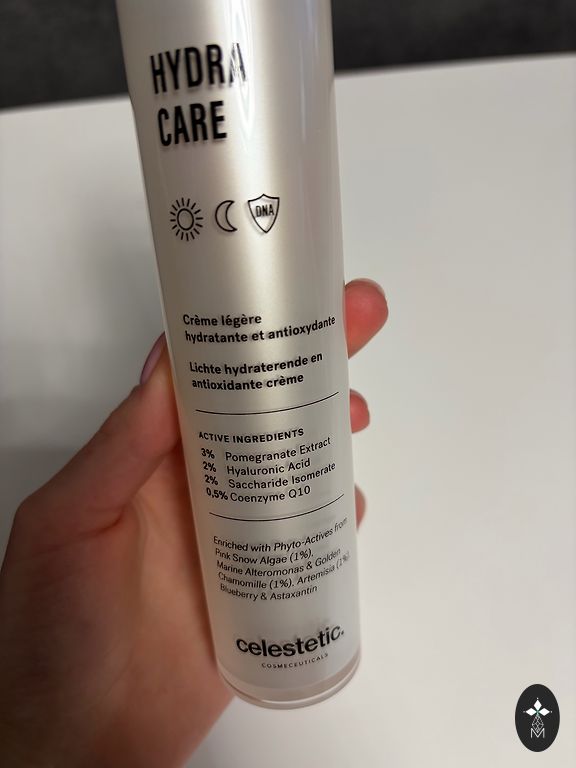 HYDRA
CARE
DNA
Crème légère
hydratante et antioxydante
Lichte hydraterende en
antioxidante crème
ACTIVE INGREDIENTS
3% Pomegranate Extract
2% Hyaluronic Acid
2% Saccharide Isomerate
0,5% Coenzyme Q10
Enriched with Phyto-Actives from
Pink Snow Algae (1%),
Marine Alteromonas & Golden
Chamomille (1%), Artemisia (1%)
Blueberry & Astaxantin
celestetic.
COSMECEUTICALS
M